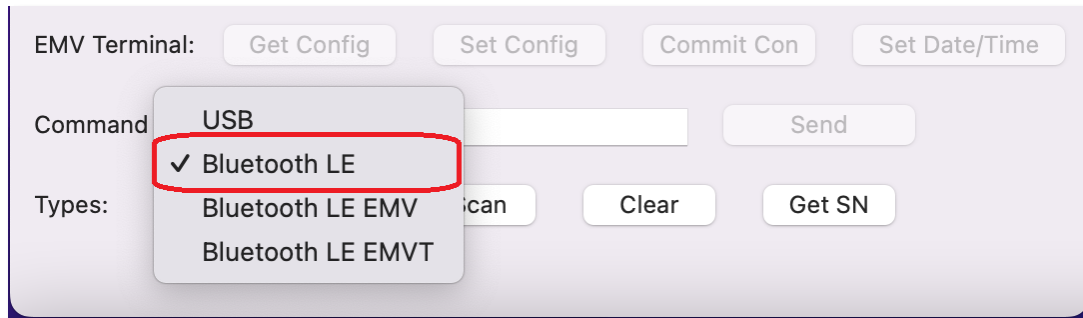 EMV Terminal: Get Config Set Config Commit Con Set Date/Time
USB
Command Send
✓ Bluetooth LE
Types: Clear Get SN
Bluetooth LE EMV
Bluetooth LE EMVT